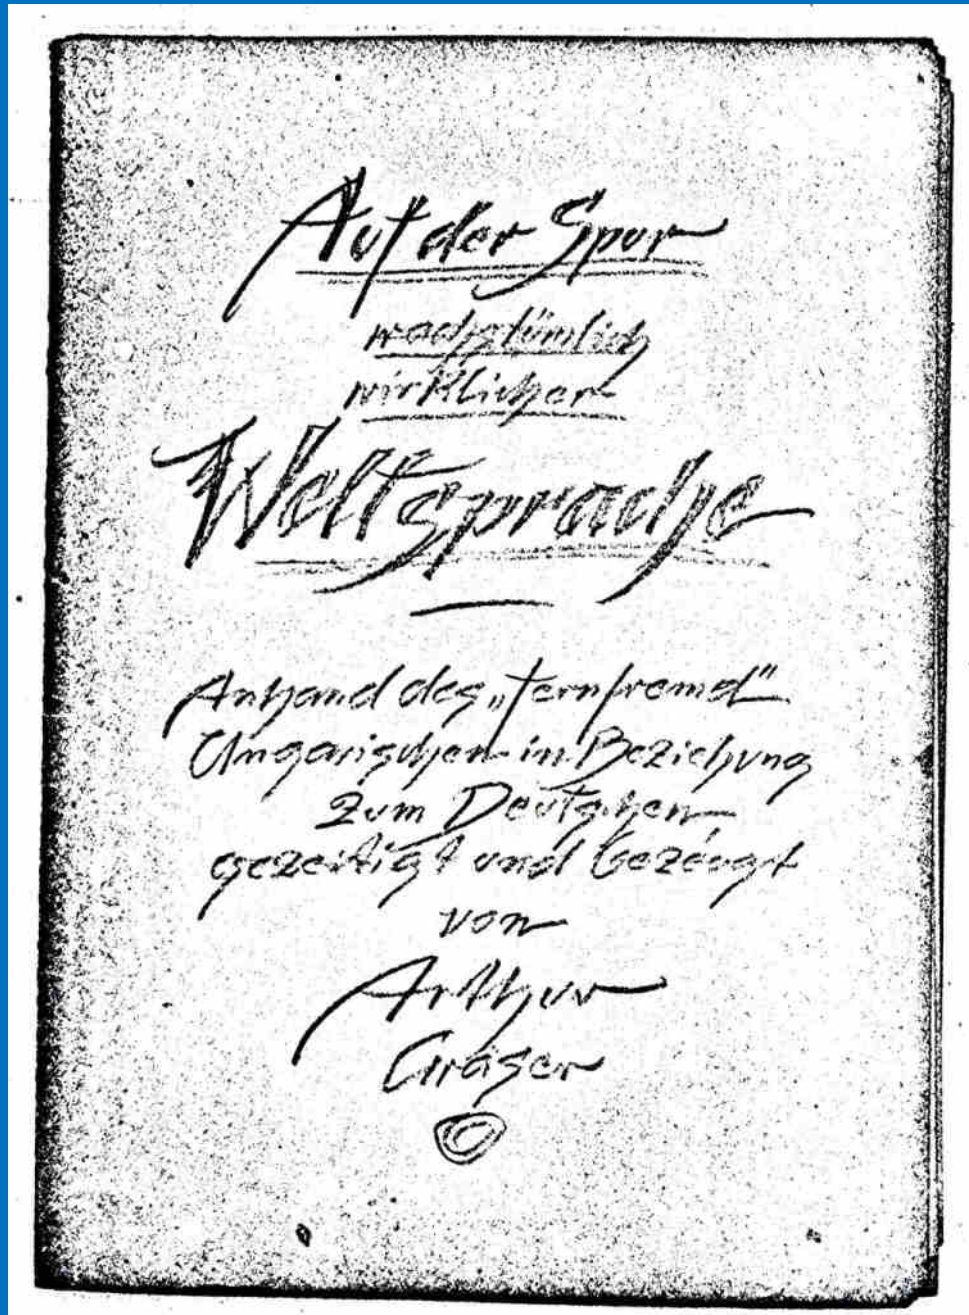 Auf der Spur
wachstümlich
wirklicher
Weltsprache
Anhand des „fernfremd“
Ungarischen in Beziehung
zum Deutschen,
gezeitigt und bezeugt
von
Arthur
Gräser